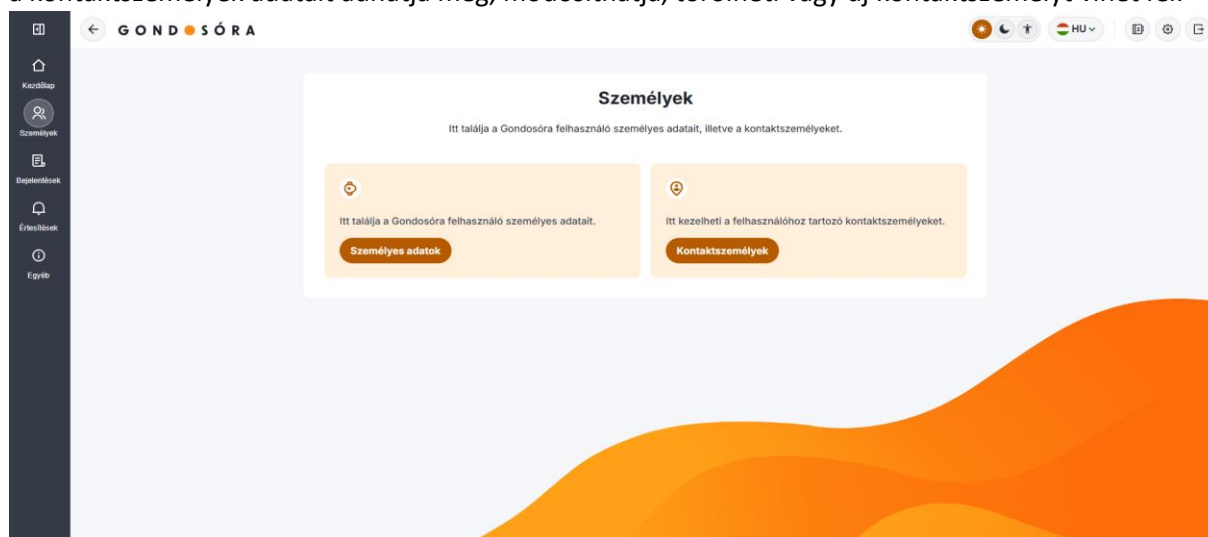 a kontaktszemélyek adatait adhatja meg, módosíthatja, törölheti vagy új kontaktszemélyt vihet fel.
GONDOSÓRA
HU
Kezdőlap
Személyek
Bejelentések
Értesítések
Egyéb
Személyek
Itt találja a Gondosóra felhasználó személyes adatait, illetve a kontaktszemélyeket.
Itt találja a Gondosóra felhasználó személyes adatait.
Személyes adatok
Itt kezelheti a felhasználóhoz tartozó kontaktszemélyeket.
Kontaktszemélyek